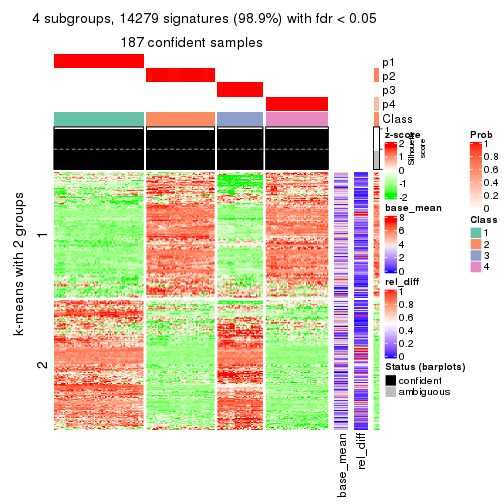 4 subgroups, 14279 signatures (98.9%) with fdr < 0.05
187 confident samples
p1
p2
p3
p4
Class
1
Silhouette
score
k-means with 2 groups
1
2
base_mean
rel_diff
z-score
2
1
0
-1
-2
base_mean
8
6
4
2
0
rel_diff
1
0.8
0.6
0.4
0.2
0
Status (barplots)
confident
ambiguous
Prob
1
0.8
0.6
0.4
0.2
0
Class
1
2
3
4